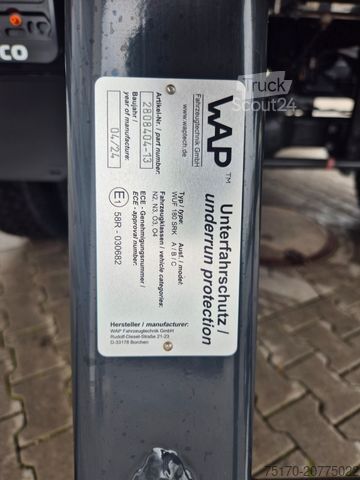 CO
WAP™
Fahrzeugtechnik GmbH
www.waptech.de
Unterfahrschutz /
underrun protection
Artikel-Nr. / part number:
2808404-13
Baujahr /
year of manufacture:
04/24
Typ / type:
WUF 180 SRK
Ausf. / model:
A / B / C
Fahrzeugklassen / vehicle categories:
N2, N3, O3, O4
ECE - Genehmigungsnummer /
ECE - approval number:
E1 58R - 030682
Hersteller / manufacturer:
WAP Fahrzeugtechnik GmbH
Rudolf-Diesel-Straße 21-23
D-33178 Borchen
Truck
Scout24
75170-20775022